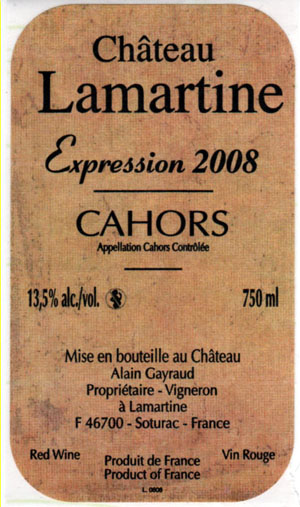 Château
Lamartine
Expression 2008
CAHORS
Appellation Cahors Contrôlée
13,5% alc./vol. 750 ml
Mise en bouteille au Château
Alain Gayraud
Propriétaire - Vigneron
à Lamartine
F 46700 - Soturac - France
Red Wine Vin Rouge
Produit de France
Product of France
L. 0808